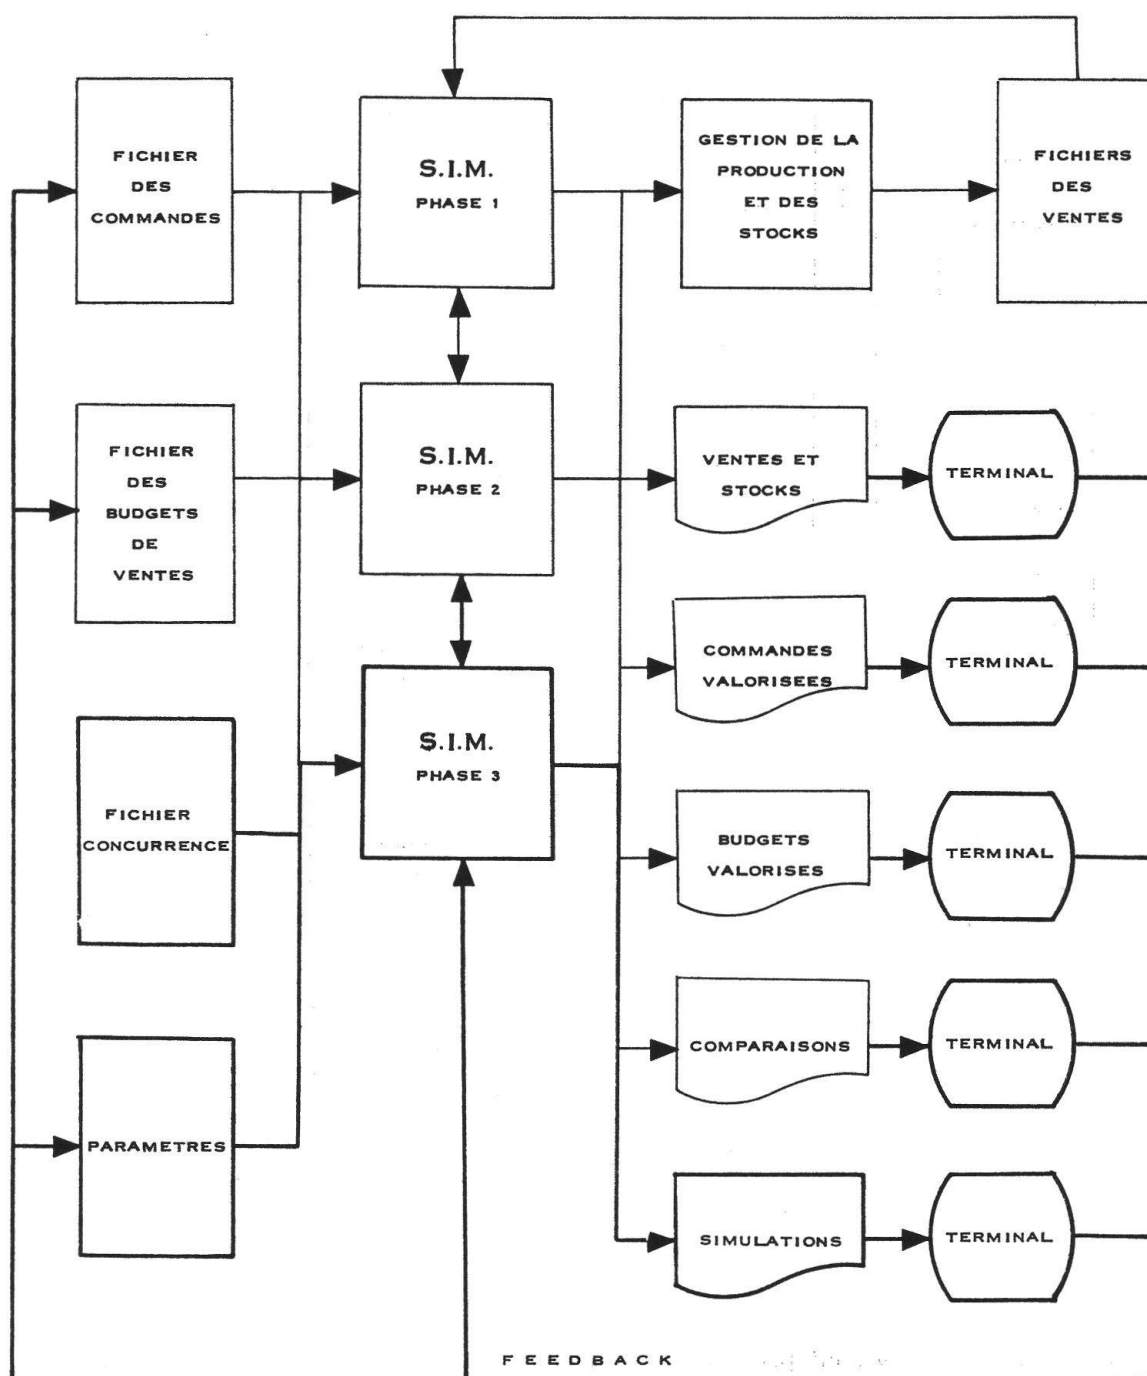 FICHIER
DES
COMMANDES
S.I.M.
PHASE 1
GESTION DE LA
PRODUCTION
ET DES
STOCKS
FICHIERS
DES
VENTES
FICHIER
DES
BUDGETS
DE
VENTES
S.I.M.
PHASE 2
VENTES ET
STOCKS
TERMINAL
COMMANDES
VALORISEES
TERMINAL
FICHIER
CONCURRENCE
S.I.M.
PHASE 3
BUDGETS
VALORISES
TERMINAL
COMPARAISONS
TERMINAL
PARAMETRES
SIMULATIONS
TERMINAL
FEEDBACK